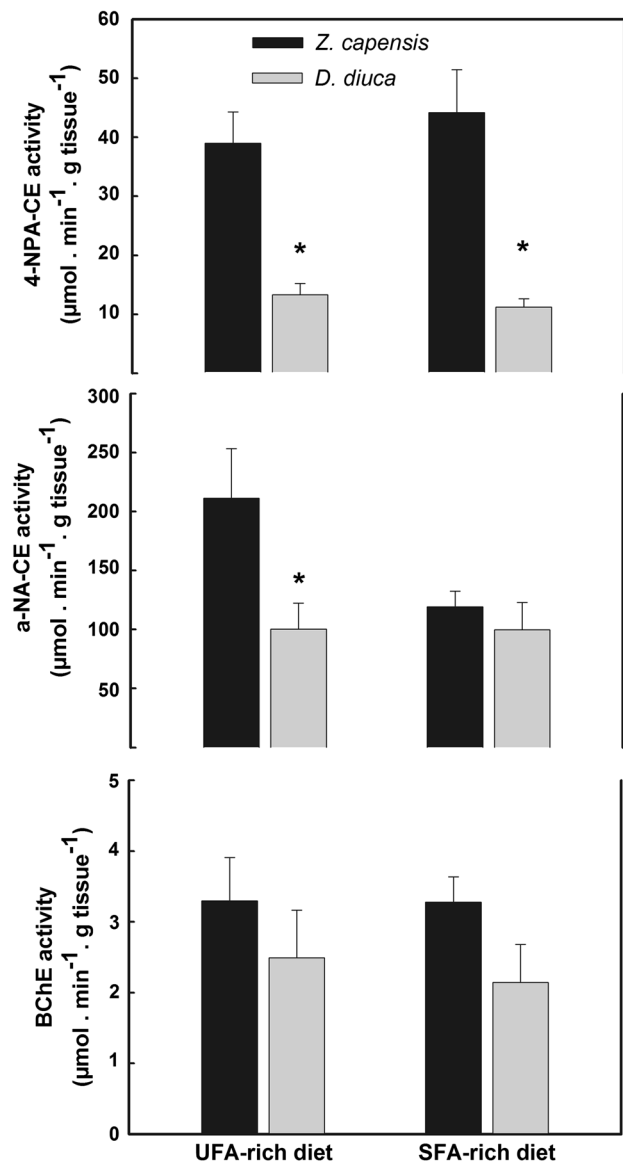 60
50
40
30
20
10
4-NPA-CE activity
(µmol . min⁻¹ . g tissue⁻¹)
Z. capensis
D. diuca
*
*
300
250
200
150
100
50
a-NA-CE activity
(µmol . min⁻¹ . g tissue⁻¹)
*
5
4
3
2
1
0
BChE activity
(µmol . min⁻¹ . g tissue⁻¹)
UFA-rich diet SFA-rich diet